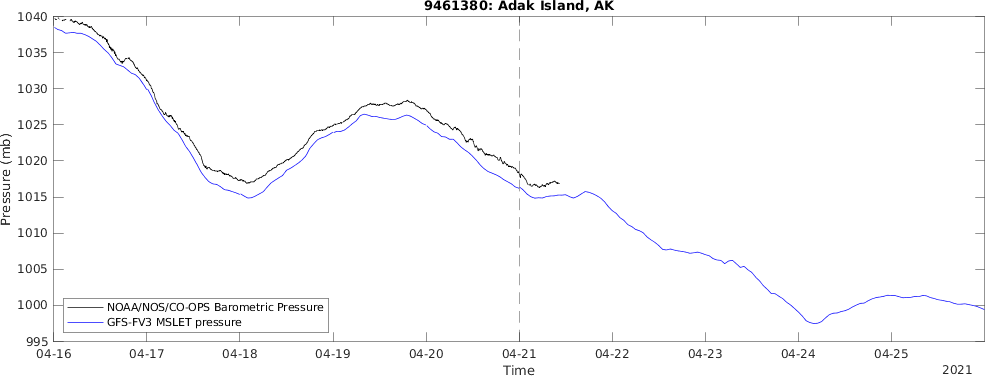 9461380: Adak Island, AK
Pressure (mb)
1040
1035
1030
1025
1020
1015
1010
1005
1000
995
NOAA/NOS/CO-OPS Barometric Pressure
GFS-FV3 MSLET pressure
04-16 04-17 04-18 04-19 04-20 04-21 04-22 04-23 04-24 04-25
Time
2021